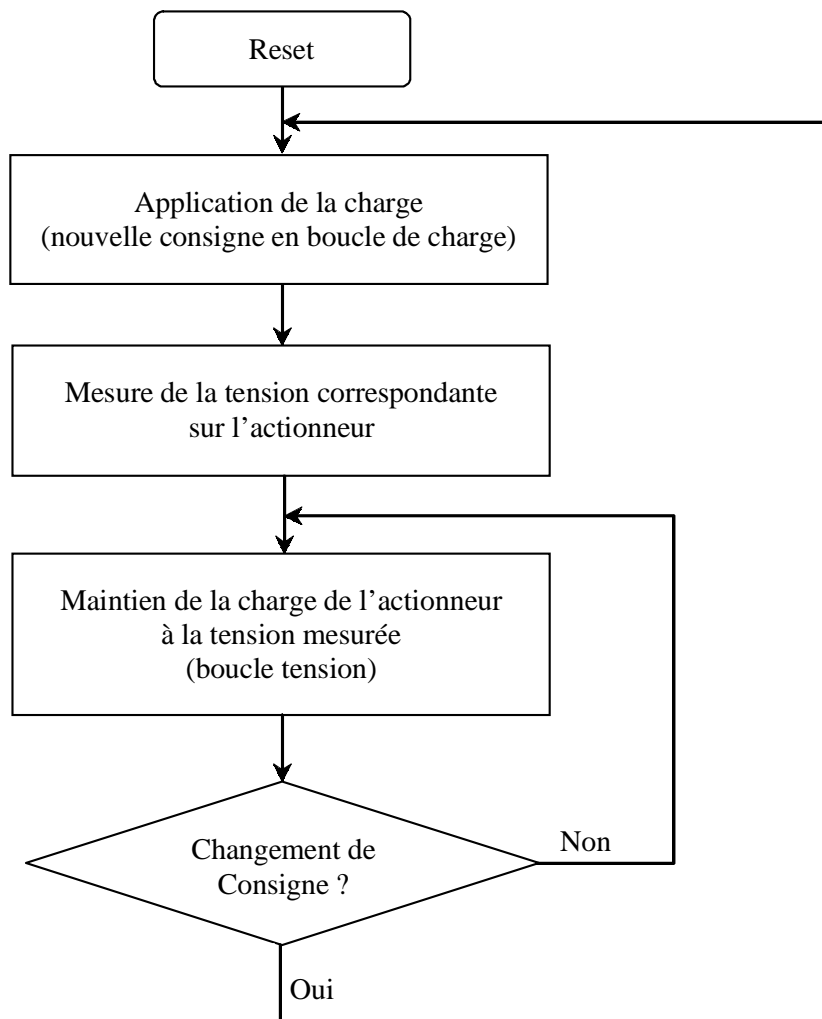 Reset
Application de la charge
(nouvelle consigne en boucle de charge)
Mesure de la tension correspondante
sur l’actionneur
Maintien de la charge de l’actionneur
à la tension mesurée
(boucle tension)
Changement de
Consigne ?
Non
Oui